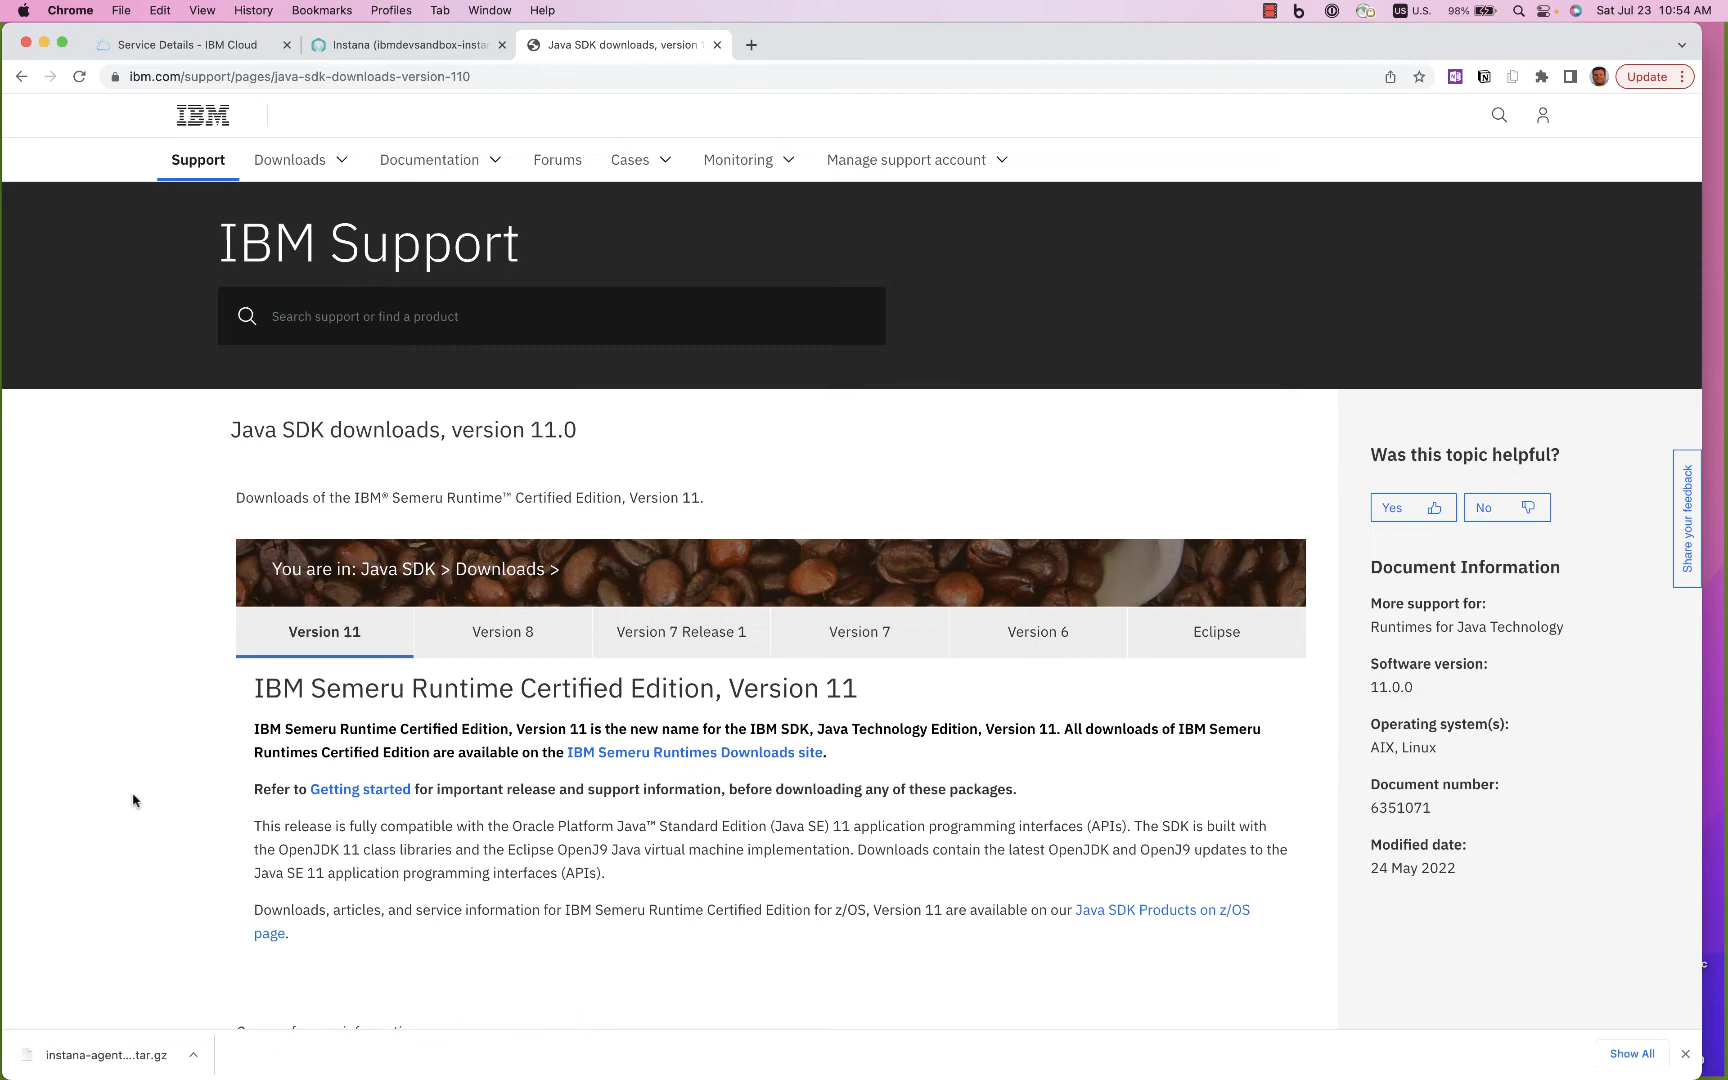 Chrome File Edit View History Bookmarks Profiles Tab Window Help
US U.S. 98% Sat Jul 23 10:54 AM
Service Details - IBM Cloud
Instana (ibmdevsandbox-instan
Java SDK downloads, version 1
ibm.com/support/pages/java-sdk-downloads-version-110
Update
IBM
Support Downloads Documentation Forums Cases Monitoring Manage support account
IBM Support
Search support or find a product
Java SDK downloads, version 11.0
Downloads of the IBM® Semeru Runtime™ Certified Edition, Version 11.
You are in: Java SDK > Downloads >
Version 11 Version 8 Version 7 Release 1 Version 7 Version 6 Eclipse
IBM Semeru Runtime Certified Edition, Version 11
IBM Semeru Runtime Certified Edition, Version 11 is the new name for the IBM SDK, Java Technology Edition, Version 11. All downloads of IBM Semeru
Runtimes Certified Edition are available on the IBM Semeru Runtimes Downloads site.
Refer to Getting started for important release and support information, before downloading any of these packages.
This release is fully compatible with the Oracle Platform Java™ Standard Edition (Java SE) 11 application programming interfaces (APIs). The SDK is built with
the OpenJDK 11 class libraries and the Eclipse OpenJ9 Java virtual machine implementation. Downloads contain the latest OpenJDK and OpenJ9 updates to the
Java SE 11 application programming interfaces (APIs).
Downloads, articles, and service information for IBM Semeru Runtime Certified Edition for z/OS, Version 11 are available on our Java SDK Products on z/OS
page.
Was this topic helpful?
Yes No
Document Information
More support for:
Runtimes for Java Technology
Software version:
11.0.0
Operating system(s):
AIX, Linux
Document number:
6351071
Modified date:
24 May 2022
Share your feedback
instana-agent....tar.gz
Show All